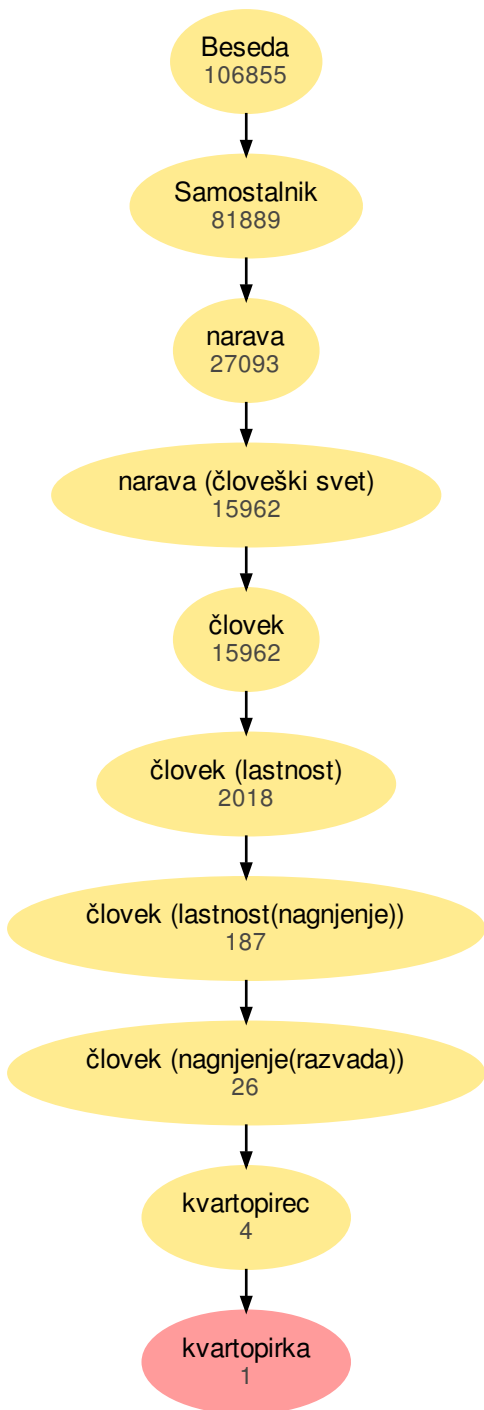 Beseda
106855
Samostalnik
81889
narava
27093
narava (človeški svet)
15962
človek
15962
človek (lastnost)
2018
človek (lastnost(nagnjenje))
187
človek (nagnjenje(razvada))
26
kvartopirec
4
kvartopirka
1